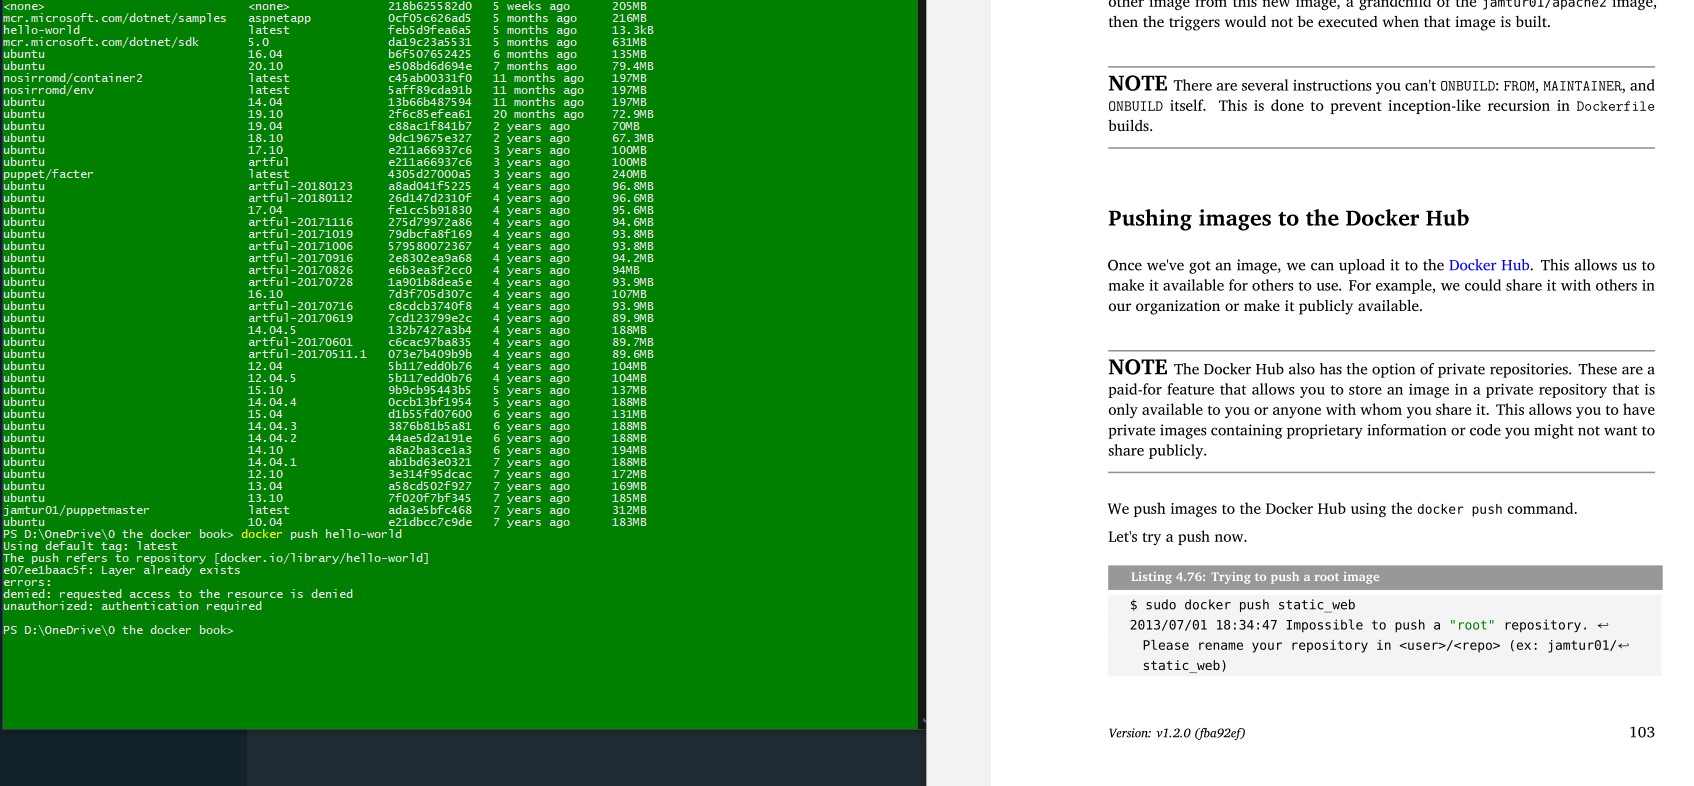 <none> <none> 218b625582d0 5 weeks ago 205MB
mcr.microsoft.com/dotnet/samples aspnetapp 0cf05c626ad5 5 months ago 216MB
hello-world latest feb5d9fea6a5 5 months ago 13.3kB
mcr.microsoft.com/dotnet/sdk 5.0 da19c23a5531 5 months ago 631MB
ubuntu 16.04 b6f507652425 6 months ago 135MB
ubuntu 20.10 e508bd6d694e 7 months ago 79.4MB
nosirromd/container2 latest c45ab00331f0 11 months ago 197MB
nosirromd/env latest 5aff89cda91b 11 months ago 197MB
ubuntu 14.04 13b66b487594 11 months ago 197MB
ubuntu 19.10 2f6c85efea61 20 months ago 72.9MB
ubuntu 19.04 c88ac1f841b7 2 years ago 70MB
ubuntu 18.10 9dc19675e327 2 years ago 67.3MB
ubuntu 17.10 e211a66937c6 3 years ago 100MB
ubuntu artful e211a66937c6 3 years ago 100MB
puppet/facter latest 4305d27000a5 3 years ago 240MB
ubuntu artful-20180123 a8ad041f5225 4 years ago 96.8MB
ubuntu artful-20180112 26d147d2310f 4 years ago 96.6MB
ubuntu 17.04 fe1cc5b91830 4 years ago 95.6MB
ubuntu artful-20171116 275d79972a86 4 years ago 94.6MB
ubuntu artful-20171019 79dbcfa8f169 4 years ago 93.8MB
ubuntu artful-20171006 579580072367 4 years ago 93.8MB
ubuntu artful-20170916 2e8302ea9a68 4 years ago 94.2MB
ubuntu artful-20170826 e6b3ea3f2cc0 4 years ago 94MB
ubuntu artful-20170728 1a901b8dea5e 4 years ago 93.9MB
ubuntu 16.10 7d3f705d307c 4 years ago 107MB
ubuntu artful-20170716 c8cdcb3740f8 4 years ago 93.9MB
ubuntu artful-20170619 7cd123799e2c 4 years ago 89.9MB
ubuntu 14.04.5 132b7427a3b4 4 years ago 188MB
ubuntu artful-20170601 c6cac97ba835 4 years ago 89.7MB
ubuntu artful-20170511.1 073e7b409b9b 4 years ago 89.6MB
ubuntu 12.04 5b117edd0b76 4 years ago 104MB
ubuntu 12.04.5 5b117edd0b76 4 years ago 104MB
ubuntu 15.10 9b9cb95443b5 5 years ago 137MB
ubuntu 14.04.4 0ccb13bf1954 5 years ago 188MB
ubuntu 15.04 d1b55fd07600 6 years ago 131MB
ubuntu 14.04.3 3876b81b5a81 6 years ago 188MB
ubuntu 14.04.2 44ae5d2a191e 6 years ago 188MB
ubuntu 14.10 a8a2ba3ce1a3 6 years ago 194MB
ubuntu 14.04.1 ab1bd63e0321 7 years ago 188MB
ubuntu 12.10 3e314f95dcac 7 years ago 172MB
ubuntu 13.04 a58cd502f927 7 years ago 169MB
ubuntu 13.10 7f020f7bf345 7 years ago 185MB
jamtur01/puppetmaster latest ada3e5bfc468 7 years ago 312MB
ubuntu 10.04 e21dbcc7c9de 7 years ago 183MB
PS D:\OneDrive\0 the docker book> docker push hello-world
Using default tag: latest
The push refers to repository [docker.io/library/hello-world]
e07ee1baac5f: Layer already exists
errors:
denied: requested access to the resource is denied
unauthorized: authentication required
PS D:\OneDrive\0 the docker book>
other image from this new image, a grandchild of the jamtur01/apache2 image,
then the triggers would not be executed when that image is built.
NOTE There are several instructions you can't ONBUILD: FROM, MAINTAINER, and
ONBUILD itself. This is done to prevent inception-like recursion in Dockerfile
builds.
Pushing images to the Docker Hub
Once we've got an image, we can upload it to the Docker Hub. This allows us to
make it available for others to use. For example, we could share it with others in
our organization or make it publicly available.
NOTE The Docker Hub also has the option of private repositories. These are a
paid-for feature that allows you to store an image in a private repository that is
only available to you or anyone with whom you share it. This allows you to have
private images containing proprietary information or code you might not want to
share publicly.
We push images to the Docker Hub using the docker push command.
Let's try a push now.
Listing 4.76: Trying to push a root image
$ sudo docker push static_web
2013/07/01 18:34:47 Impossible to push a "root" repository. ↩
Please rename your repository in <user>/<repo> (ex: jamtur01/↩
static_web)
Version: v1.2.0 (fba92ef) 103